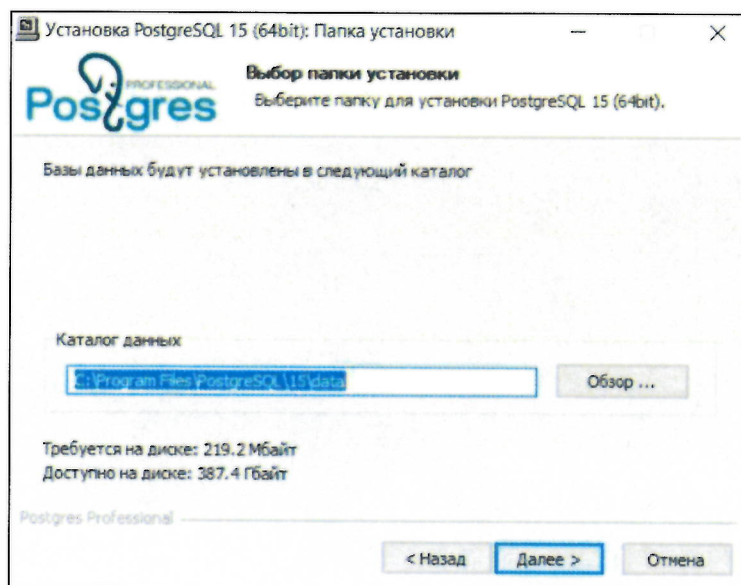 Установка PostgreSQL 15 (64bit): Папка установки
PROFESSIONAL
Postgres
Выбор папки установки
Выберите папку для установки PostgreSQL 15 (64bit).
Базы данных будут установлены в следующий каталог
Каталог данных
C:\Program Files\PostgreSQL\15\data
Обзор ...
Требуется на диске: 219.2 Мбайт
Доступно на диске: 387.4 Гбайт
Postgres Professional
< Назад
Далее >
Отмена